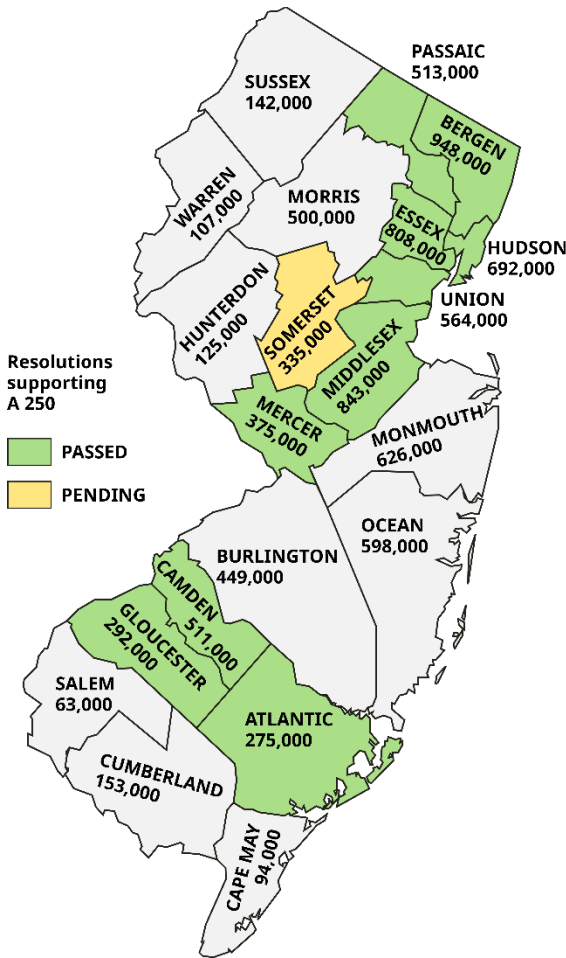 PASSAIC
513,000
SUSSEX
142,000
BERGEN
948,000
WARREN
107,000
MORRIS
500,000
ESSEX
808,000
HUDSON
692,000
HUNTERDON
125,000
SOMERSET
335,000
UNION
564,000
MIDDLESEX
843,000
Resolutions
supporting
A 250
PASSED
PENDING
MERCER
375,000
MONMOUTH
626,000
OCEAN
598,000
BURLINGTON
449,000
CAMDEN
511,000
GLOUCESTER
292,000
SALEM
63,000
ATLANTIC
275,000
CUMBERLAND
153,000
CAPE MAY
94,000